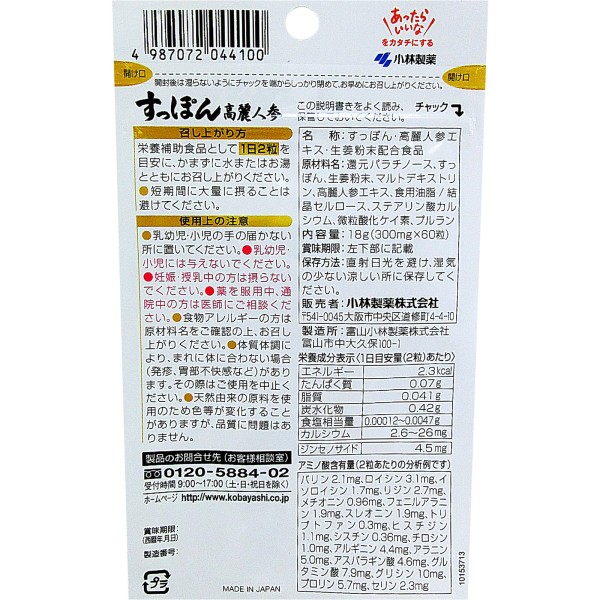 4 987072 044100
あったらいいな
をカタチにする
小林製薬
開け口
開け口
開封後は湿らないようにチャックを端からしっかり閉めて、お早めにお召し上がりください。
すっぽん高麗人参
この説明書きをよく読み、
保管しておいてください。
チャック
召し上がり方
栄養補助食品として1日2粒を
目安に、かまずに水またはお湯
とともにお召し上がりください。
●短期間に大量に摂ることは
避けてください。
使用上の注意
●乳幼児・小児の手の届かない
所に置いてください。●乳幼児・
小児には与えないでください。
●妊娠・授乳中の方は摂らない
でください。●薬を服用中、通
院中の方は医師にご相談くだ
さい。●食物アレルギーの方は
原材料名をご確認の上、お召し
上がりください。●体質体調によ
り、まれに体に合わない場合
(発疹、胃部不快感など)があり
ます。その際はご使用を中止く
ださい。●天然由来の原料を使
用のため色等が変化すること
がありますが、品質に問題はあ
りません。
製品のお問合せ先(お客様相談室)
0120-5884-02
受付時間 9:00〜17:00(土・日・祝日を除く)
ホームページ http://www.kobayashi.co.jp
賞味期限:
(西暦年.月.日)
製造番号:
プラ
MADE IN JAPAN
名 称:すっぽん・高麗人参エ
キス・生姜粉末配合食品
原材料名:還元パラチノース、すっぽ
ん、生姜粉末、マルトデキストリ
ン、高麗人参エキス、食用油脂/結
晶セルロース、ステアリン酸カル
シウム、微粒酸化ケイ素、プルラン
内容量:18g(300mg×60粒)
賞味期限:左下部に記載
保存方法:直射日光を避け、湿気
の少ない涼しい所に保存してく
ださい。
販売者:小林製薬株式会社
〒541-0045大阪市中央区道修町4-4-10
製造所:富山小林製薬株式会社
富山市中大久保100-1
栄養成分表示(1日目安量(2粒)あたり)
エネルギー 2.3kcal
たんぱく質 0.07g
脂質 0.041g
炭水化物 0.42g
食塩相当量 0.00012〜0.0047g
カルシウム 2.6〜26mg
ジンセノサイド 4.5mg
アミノ酸含有量(2粒あたりの分析例です)
バリン 2.1mg、ロイシン 3.1mg、イ
ソロイシン 1.7mg、リジン 2.7mg、
メチオニン 0.96mg、フェニルアラニ
ン 1.9mg、スレオニン 1.9mg、トリ
プトファン 0.3mg、ヒスチジン
1.1mg、シスチン 0.36mg、チロシン
1.0mg、アルギニン 4.4mg、アラニン
5.0mg、アスパラギン酸 4.6mg、グル
タミン酸 7.9mg、グリシン 10mg、
プロリン 5.7mg、セリン 2.3mg
10153713